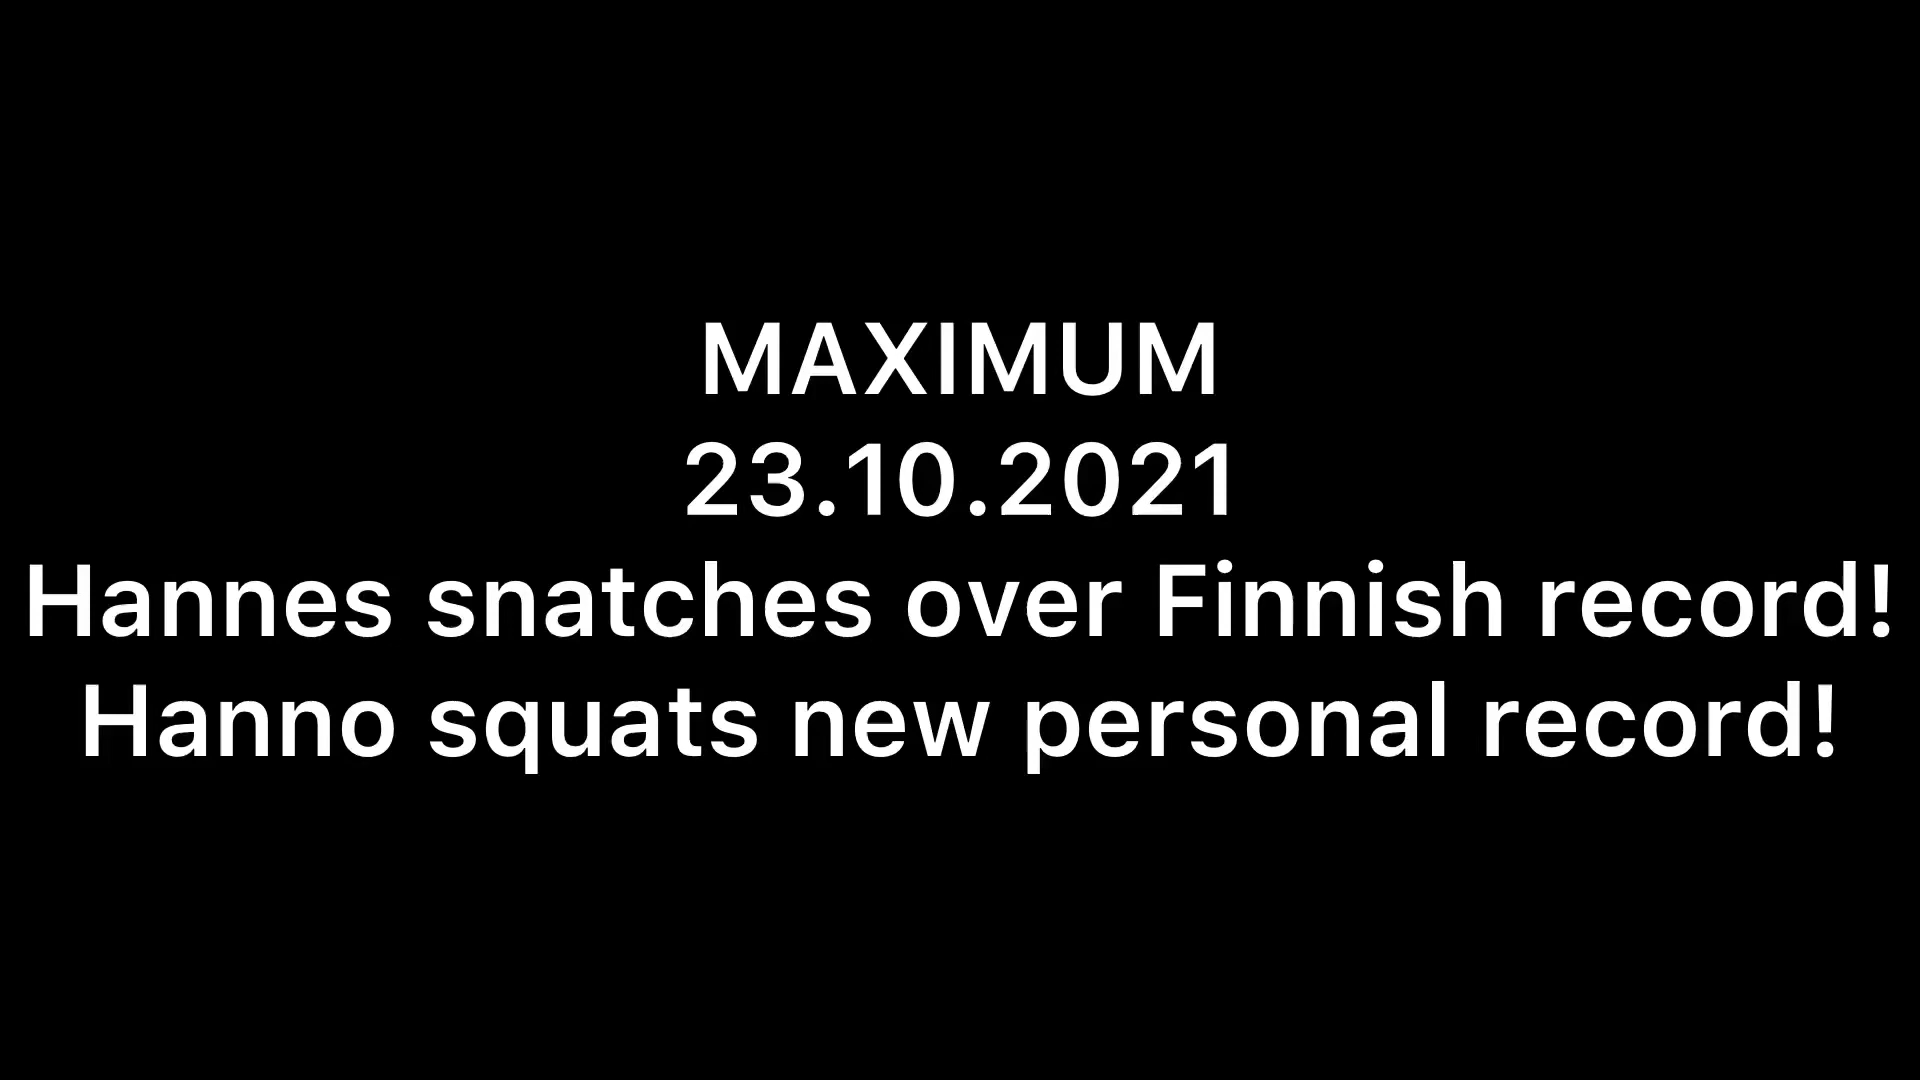 MAXIMUM
23.10.2021
Hannes snatches over Finnish record!
Hanno squats new personal record!